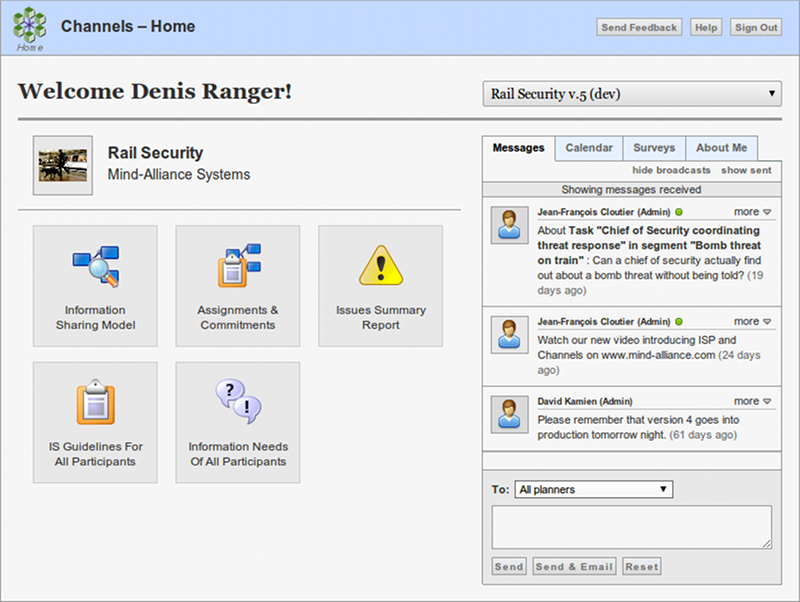 Home
Channels – Home
Send Feedback
Help
Sign Out
Welcome Denis Ranger!
Rail Security v.5 (dev)
Rail Security
Mind-Alliance Systems
Information
Sharing Model
Assignments &
Commitments
Issues Summary
Report
IS Guidelines For
All Participants
?
!
Information Needs
Of All Participants
Messages
Calendar
Surveys
About Me
hide broadcasts
show sent
Showing messages received
Jean-François Cloutier (Admin)
more
About Task "Chief of Security coordinating
threat response" in segment "Bomb threat
on train" : Can a chief of security actually find
out about a bomb threat without being told? (19
days ago)
Jean-François Cloutier (Admin)
more
Watch our new video introducing ISP and
Channels on www.mind-alliance.com (24 days
ago)
David Kamien (Admin)
more
Please remember that version 4 goes into
production tomorrow night. (61 days ago)
To: All planners
Send
Send & Email
Reset